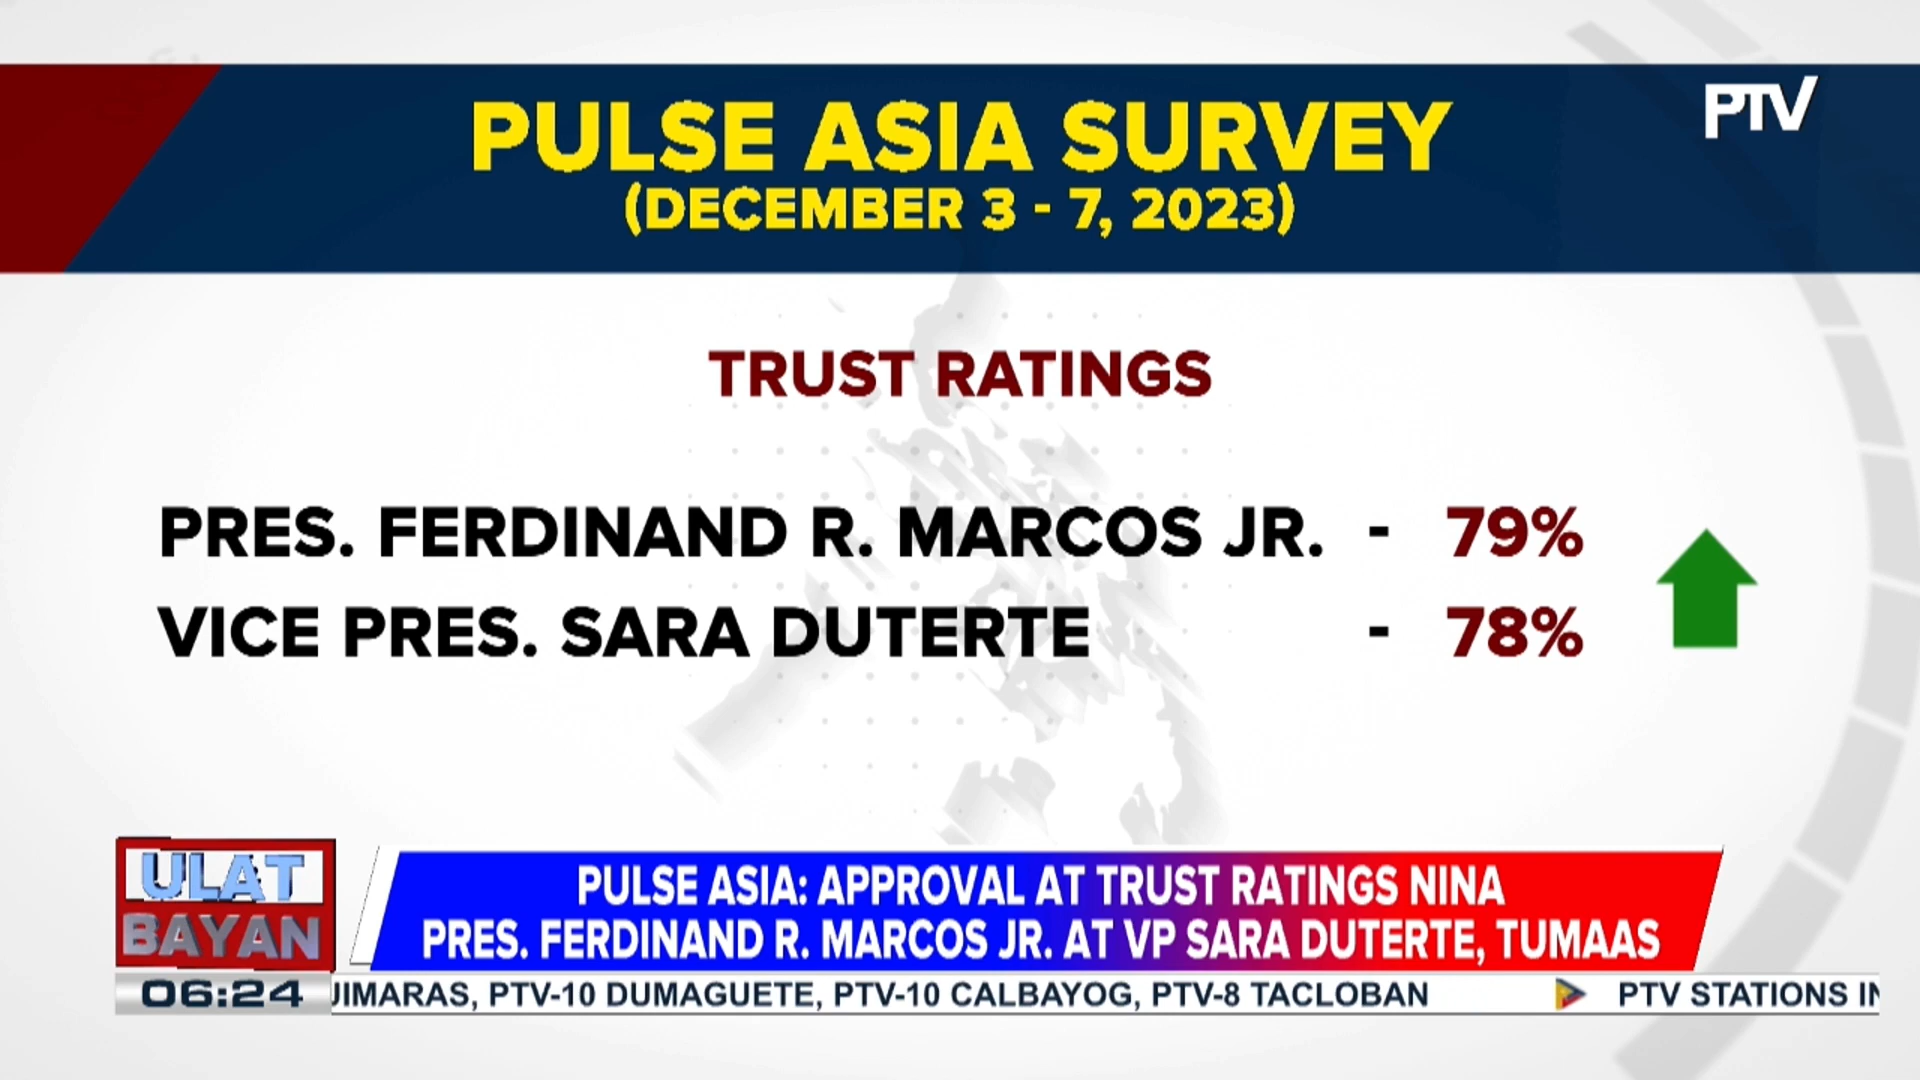 PULSE ASIA SURVEY
PTV
(DECEMBER 3 - 7, 2023)
TRUST RATINGS
PRES. FERDINAND R. MARCOS JR. - 79%
VICE PRES. SARA DUTERTE - 78%
ULAT
BAYAN
PULSE ASIA: APPROVAL AT TRUST RATINGS NINA
PRES. FERDINAND R. MARCOS JR. AT VP SARA DUTERTE, TUMAAS
06:24
JIMARAS, PTV-10 DUMAGUETE, PTV-10 CALBAYOG, PTV-8 TACLOBAN PTV STATIONS IN